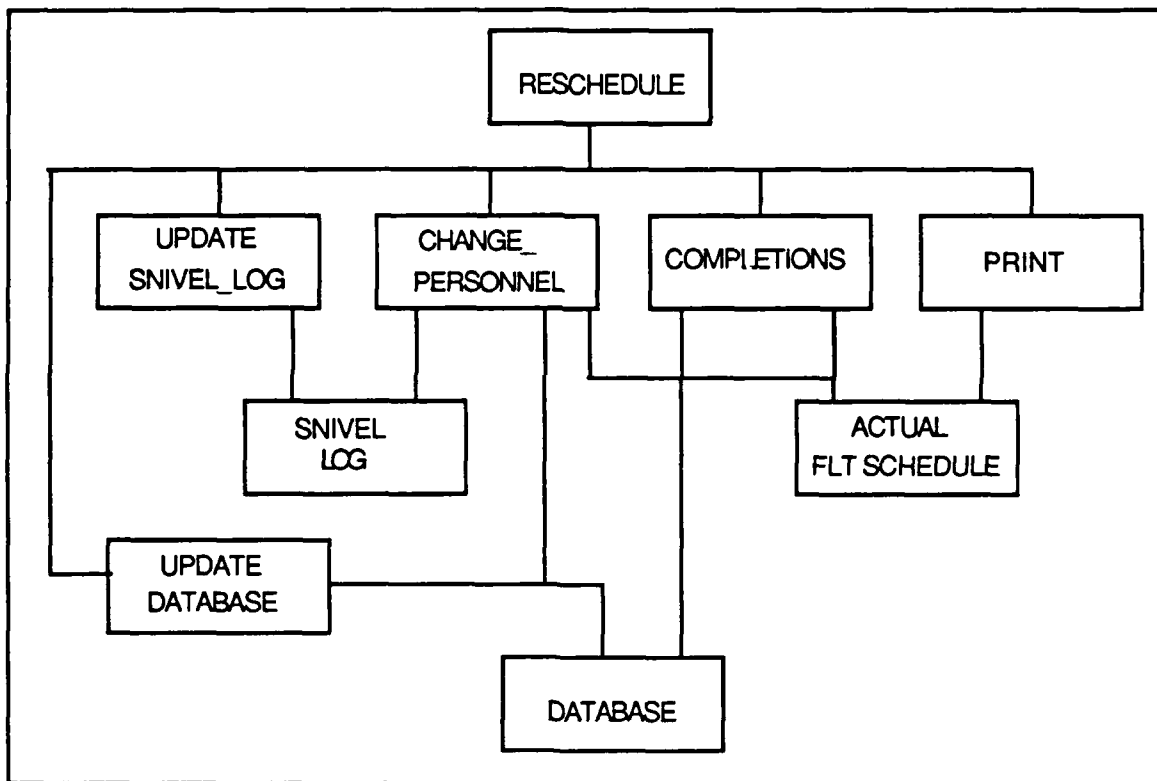 RESCHEDULE
UPDATE
SNIVEL_LOG
CHANGE_
PERSONNEL
COMPLETIONS
PRINT
SNIVEL
LOG
ACTUAL
FLT SCHEDULE
UPDATE
DATABASE
DATABASE